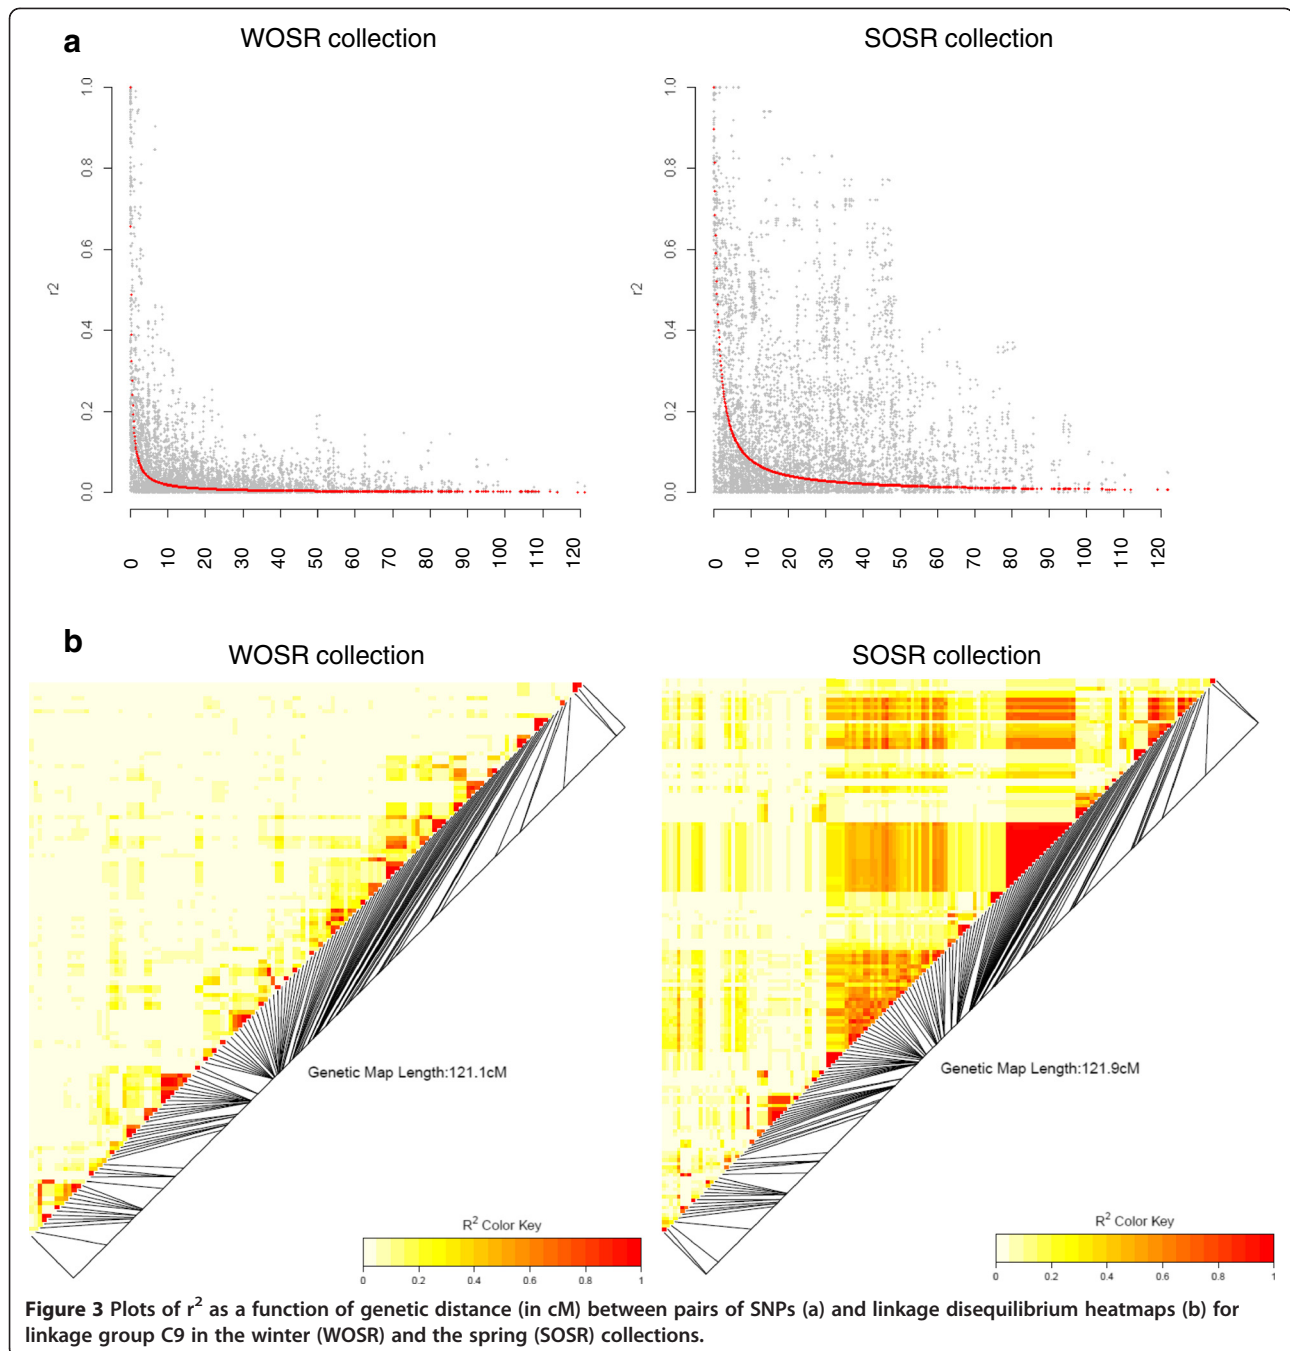 a
WOSR collection
SOSR collection
r2
0.0 0.2 0.4 0.6 0.8 1.0
0 10 20 30 40 50 60 70 80 90 100 110 120
r2
0.0 0.2 0.4 0.6 0.8 1.0
0 10 20 30 40 50 60 70 80 90 100 110 120
b
WOSR collection
SOSR collection
Genetic Map Length:121.1cM
Genetic Map Length:121.9cM
R² Color Key
0 0.2 0.4 0.6 0.8 1
R² Color Key
0 0.2 0.4 0.6 0.8 1
Figure 3 Plots of r² as a function of genetic distance (in cM) between pairs of SNPs (a) and linkage disequilibrium heatmaps (b) for
linkage group C9 in the winter (WOSR) and the spring (SOSR) collections.